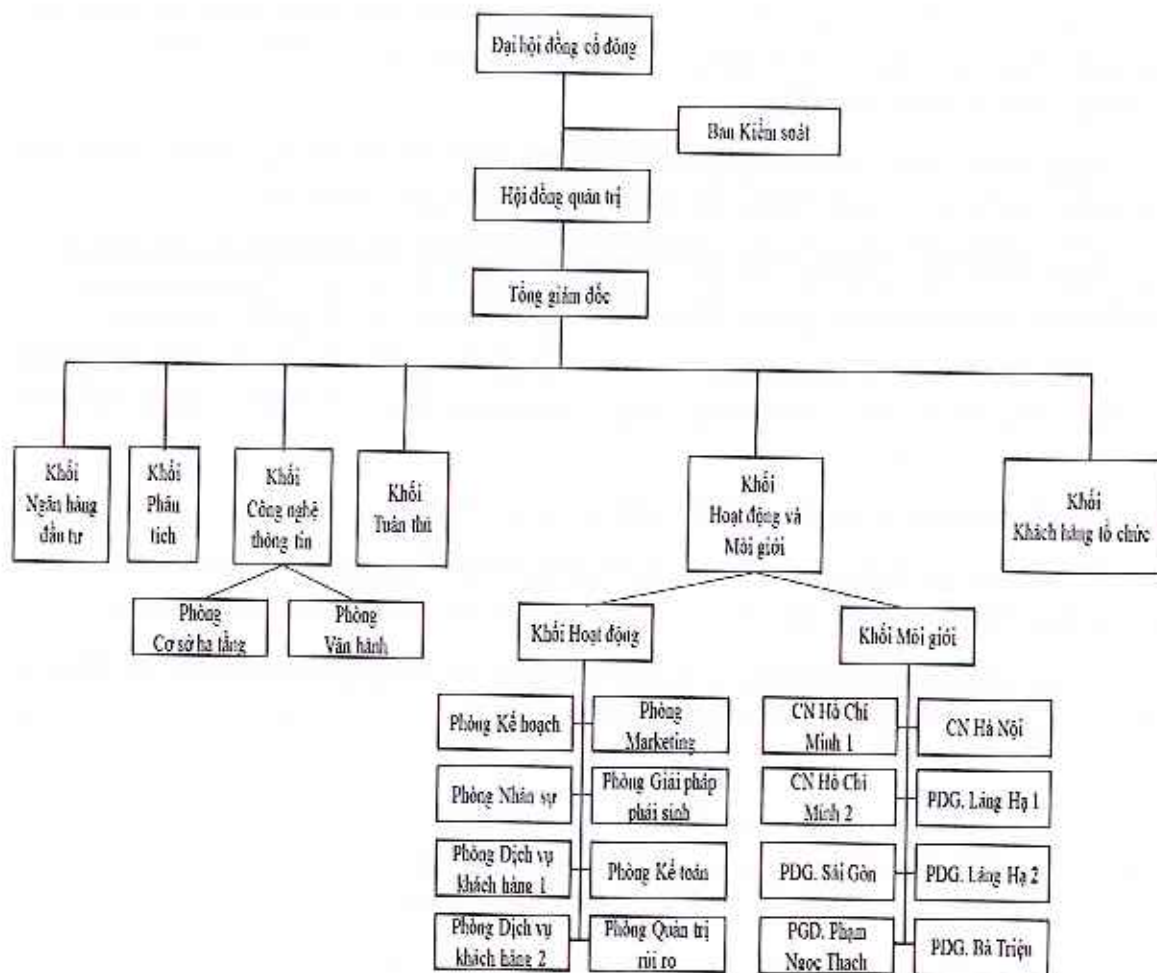 Đại hội đồng cổ đông
Ban Kiểm soát
Hội đồng quản trị
Tổng giám đốc
Khối
Ngân hàng
đầu tư
Khối
Phân
tích
Khối
Công nghệ
thông tin
Khối
Tuân thủ
Khối
Hoạt động và
Môi giới
Khối
Khách hàng tổ chức
Phòng
Cơ sở hạ tầng
Phòng
Vận hành
Khối Hoạt động
Khối Môi giới
Phòng Kế hoạch
Phòng
Marketing
CN Hồ Chí
Minh 1
CN Hà Nội
Phòng Nhân sự
Phòng Giải pháp
phái sinh
CN Hồ Chí
Minh 2
PDG. Láng Hạ 1
Phòng Dịch vụ
khách hàng 1
Phòng Kế toán
PDG. Sài Gòn
PDG. Láng Hạ 2
Phòng Dịch vụ
khách hàng 2
Phòng Quản trị
rủi ro
PGD. Phạm
Ngọc Thạch
PDG. Bà Triệu